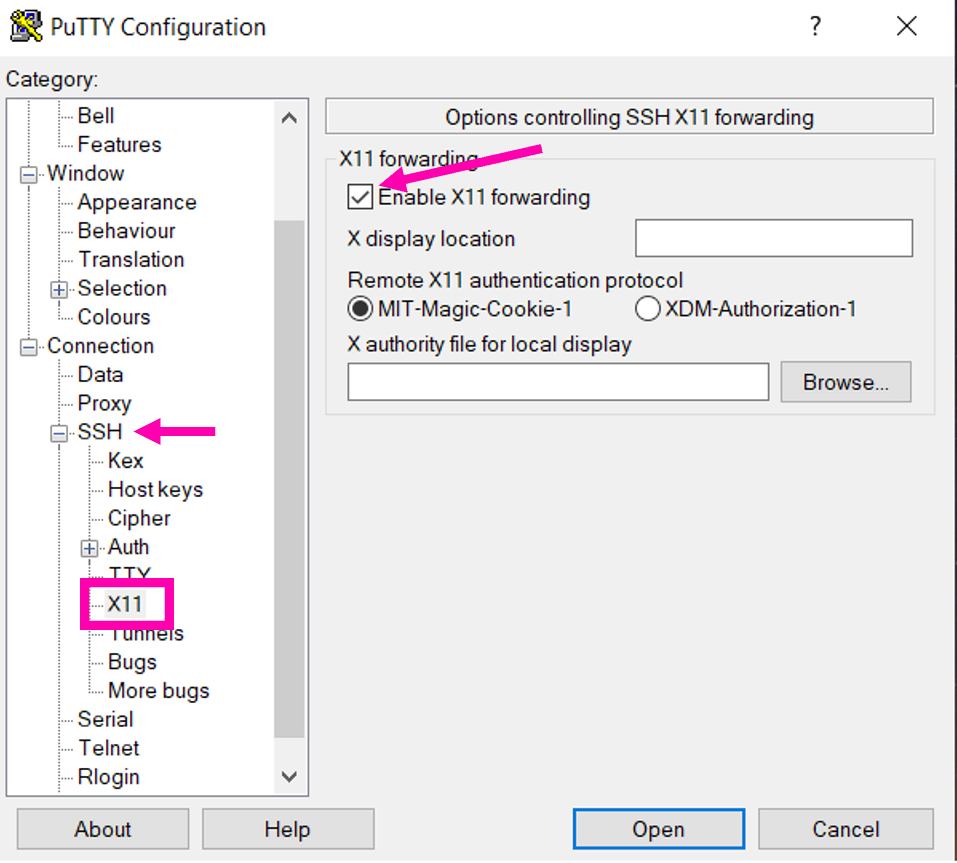 PuTTY Configuration
?
Category:
Bell
Features
Window
Appearance
Behaviour
Translation
Selection
Colours
Connection
Data
Proxy
SSH
Kex
Host keys
Cipher
Auth
TTY
X11
Tunnels
Bugs
More bugs
Serial
Telnet
Rlogin
Options controlling SSH X11 forwarding
X11 forwarding
Enable X11 forwarding
X display location
Remote X11 authentication protocol
MIT-Magic-Cookie-1 XDM-Authorization-1
X authority file for local display
Browse...
About Help Open Cancel